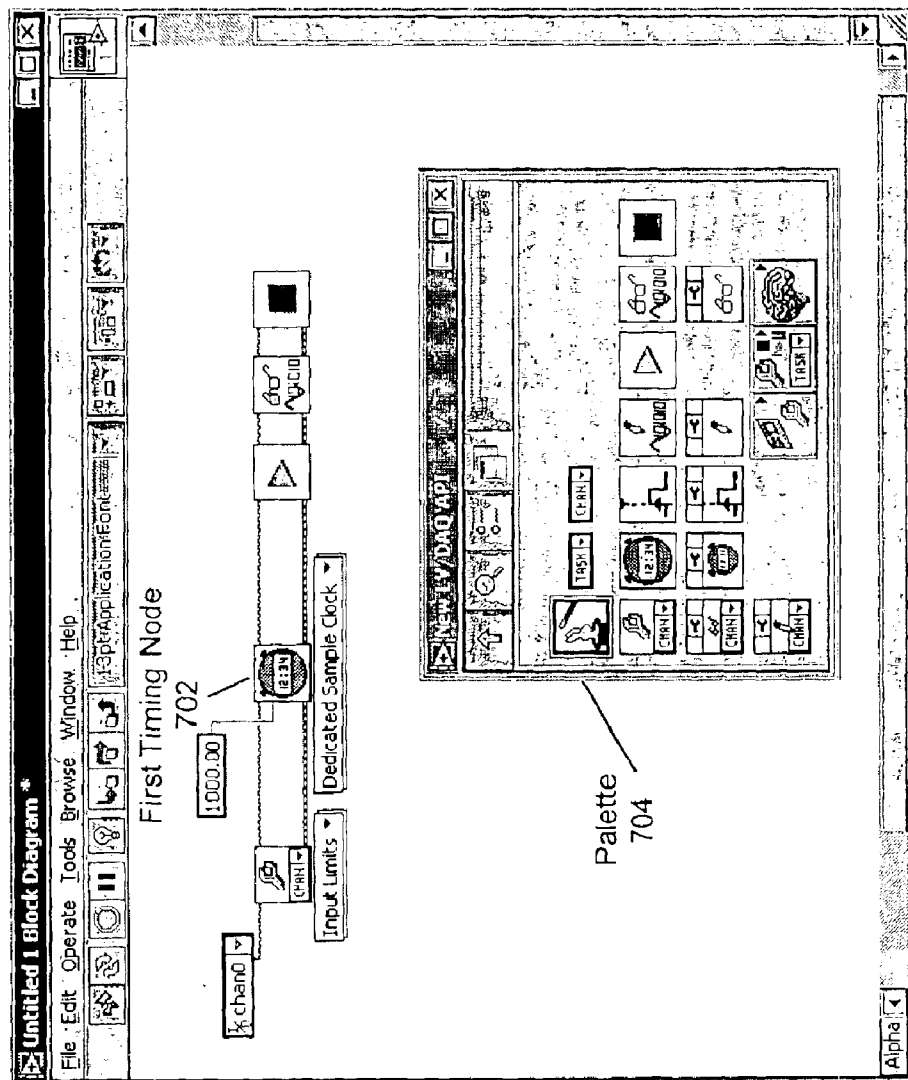 Untitled 1 Block Diagram *
File Edit Operate Tools Browse Window Help
13pt Application Font
First Timing Node
702
1000.00
chan0
CHAN
Input Limits
Dedicated Sample Clock
Palette
704
NEW LV/DAQ API
TASK
CHAN
12:34
CHAN
CHAN
CHAN
TASK
Alpha